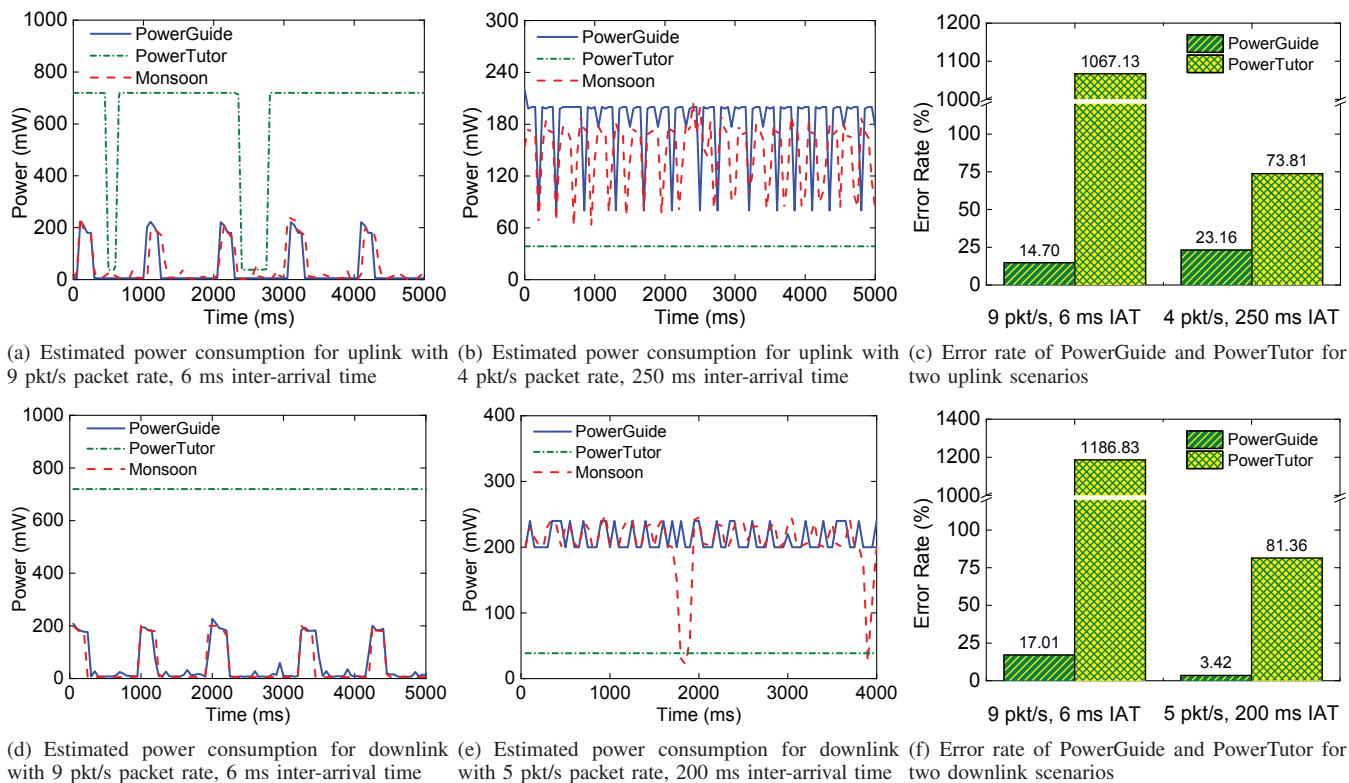 1000
800
600
400
200
0
Power (mW)
PowerGuide
PowerTutor
Monsoon
0 1000 2000 3000 4000 5000
Time (ms)
300
240
180
120
60
0
Power (mW)
PowerGuide
PowerTutor
Monsoon
0 1000 2000 3000 4000 5000
Time (ms)
1200
1100
1000
100
75
50
25
0
Error Rate (%)
PowerGuide
PowerTutor
1067.13
73.81
23.16
14.70
9 pkt/s, 6 ms IAT 4 pkt/s, 250 ms IAT
(a) Estimated power consumption for uplink with
9 pkt/s packet rate, 6 ms inter-arrival time
(b) Estimated power consumption for uplink with
4 pkt/s packet rate, 250 ms inter-arrival time
(c) Error rate of PowerGuide and PowerTutor for
two uplink scenarios
1000
800
600
400
200
0
Power (mW)
PowerGuide
PowerTutor
Monsoon
0 1000 2000 3000 4000 5000
Time (ms)
400
300
200
100
0
Power (mW)
PowerGuide
PowerTutor
Monsoon
0 1000 2000 3000 4000
Time (ms)
1400
1200
1000
100
75
50
25
0
Error Rate (%)
PowerGuide
PowerTutor
1186.83
81.36
17.01
3.42
9 pkt/s, 6 ms IAT 5 pkt/s, 200 ms IAT
(d) Estimated power consumption for downlink
with 9 pkt/s packet rate, 6 ms inter-arrival time
(e) Estimated power consumption for downlink
with 5 pkt/s packet rate, 200 ms inter-arrival time
(f) Error rate of PowerGuide and PowerTutor for
two downlink scenarios